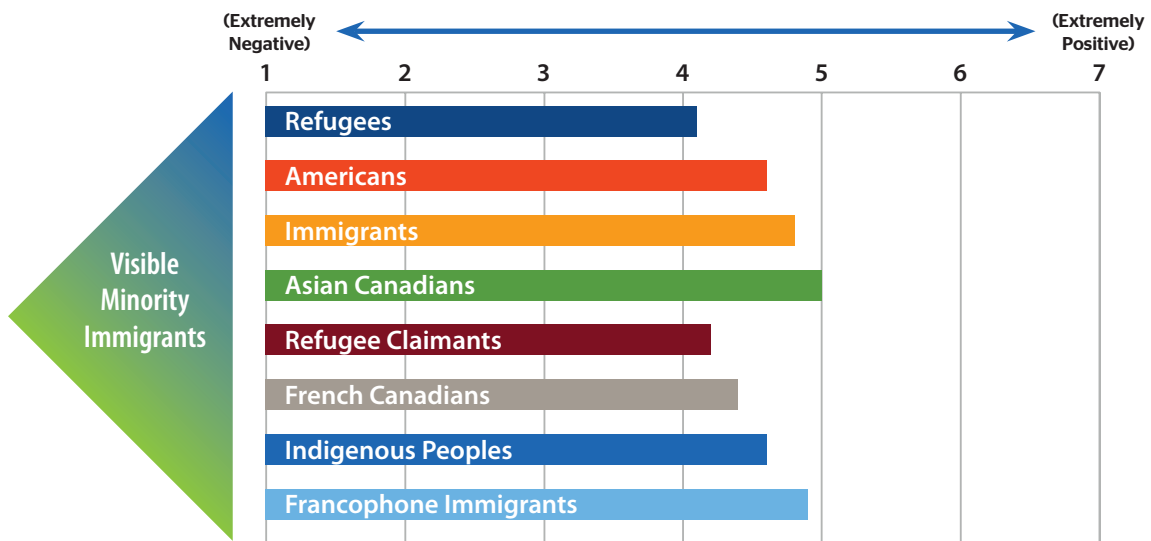 (Extremely
Negative)
(Extremely
Positive)
1 2 3 4 5 6 7
Visible
Minority
Immigrants
Refugees
Americans
Immigrants
Asian Canadians
Refugee Claimants
French Canadians
Indigenous Peoples
Francophone Immigrants